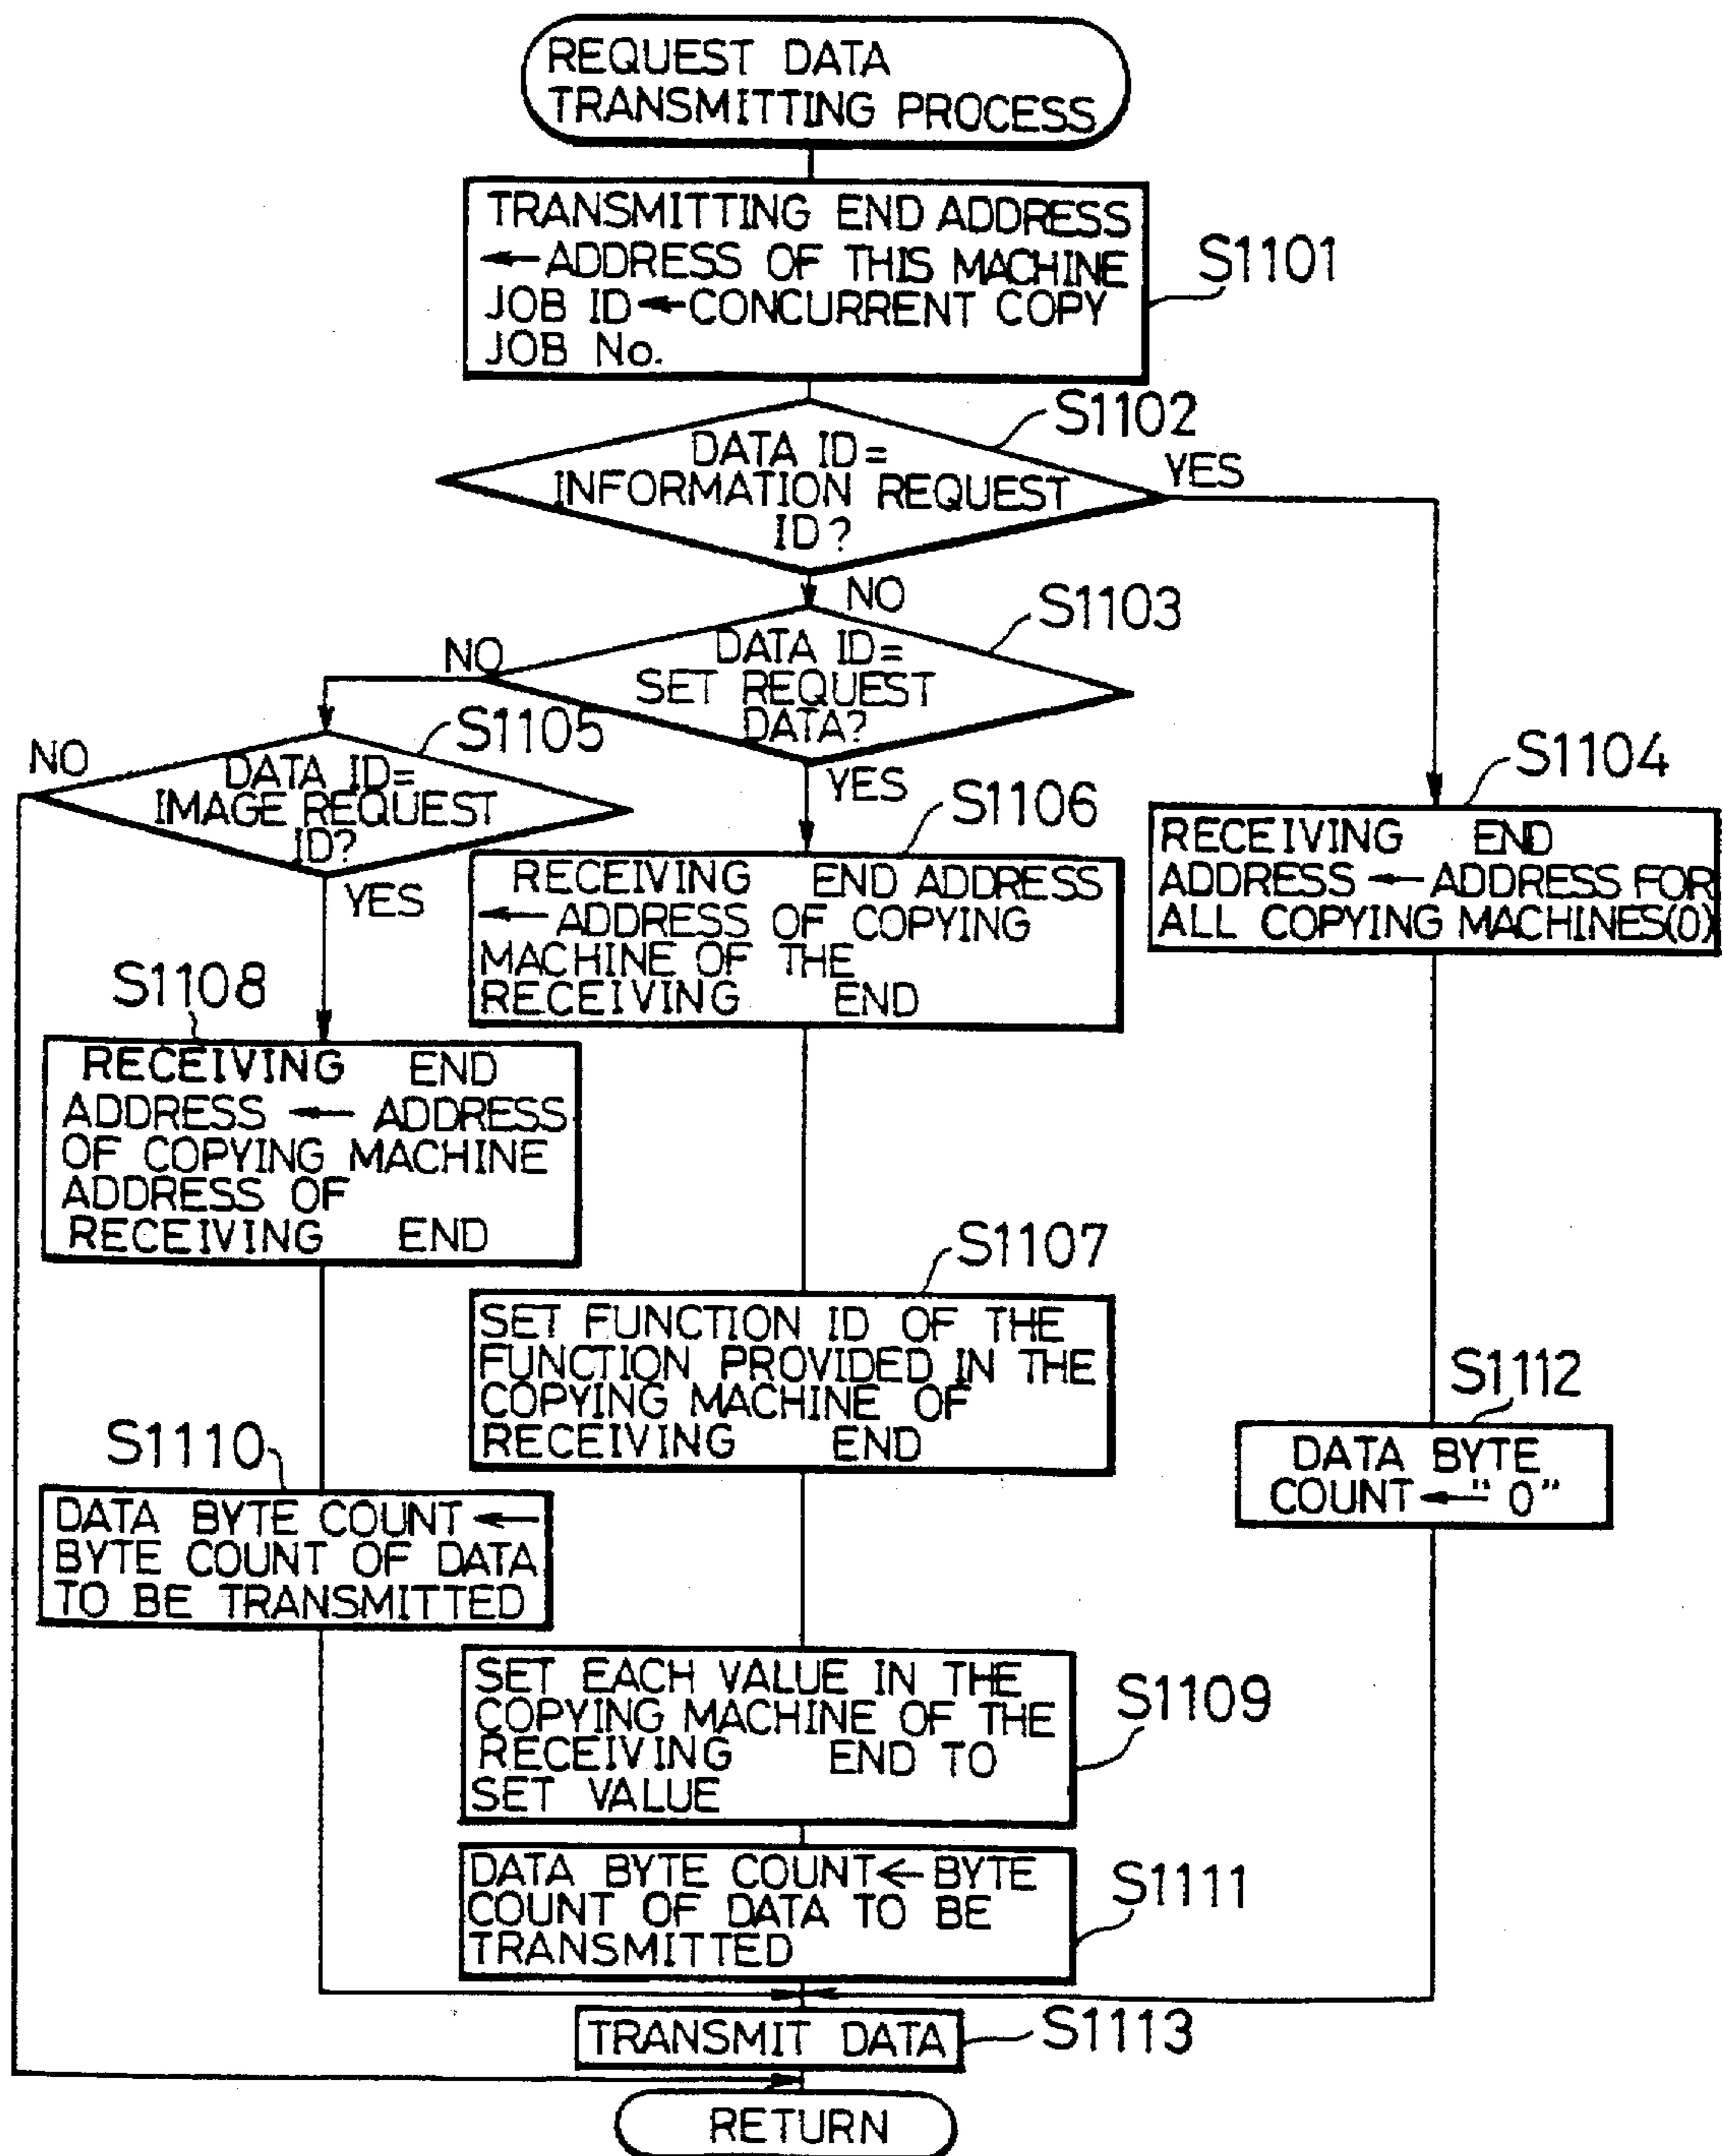 REQUEST DATA
TRANSMITTING PROCESS
TRANSMITTING END ADDRESS
←ADDRESS OF THIS MACHINE
JOB ID←CONCURRENT COPY
JOB No.
S1101
S1102
DATA ID=
INFORMATION REQUEST
ID?
YES
NO
S1103
DATA ID=
SET REQUEST
DATA?
NO
YES
S1105
DATA ID=
IMAGE REQUEST
ID?
NO
YES
S1104
RECEIVING END
ADDRESS ← ADDRESS FOR
ALL COPYING MACHINES(0)
S1106
RECEIVING END ADDRESS
← ADDRESS OF COPYING
MACHINE OF THE
RECEIVING END
S1108
RECEIVING END
ADDRESS ← ADDRESS
OF COPYING MACHINE
ADDRESS OF
RECEIVING END
S1107
SET FUNCTION ID OF THE
FUNCTION PROVIDED IN THE
COPYING MACHINE OF
RECEIVING END
S1112
DATA BYTE
COUNT ← "0"
S1110
DATA BYTE COUNT ←
BYTE COUNT OF DATA
TO BE TRANSMITTED
SET EACH VALUE IN THE
COPYING MACHINE OF THE
RECEIVING END TO
SET VALUE
S1109
DATA BYTE COUNT←BYTE
COUNT OF DATA TO BE
TRANSMITTED
S1111
TRANSMIT DATA
S1113
RETURN